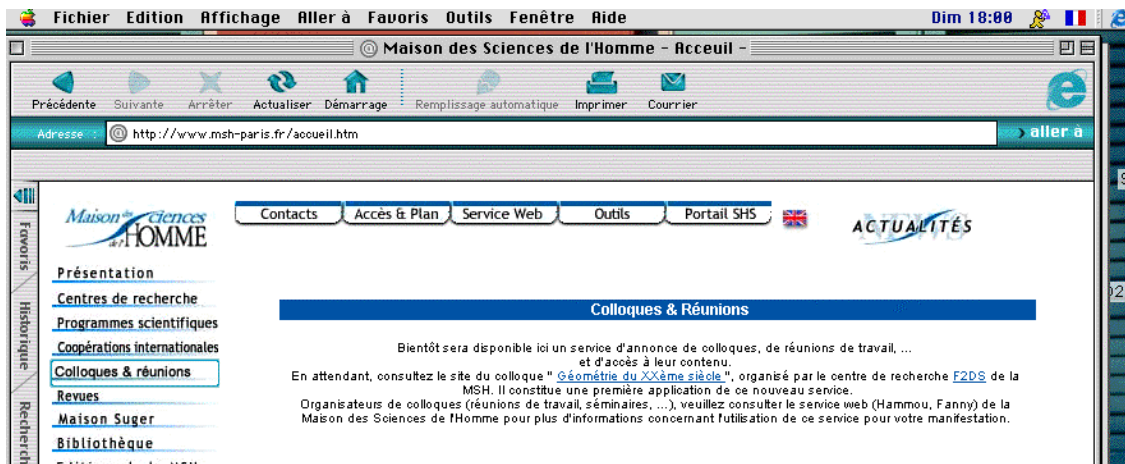 Fichier Edition Affichage Aller à Favoris Outils Fenêtre Aide Dim 18:00
Maison des Sciences de l'Homme - Acceuil -
Précédente Suivante Arrêter Actualiser Démarrage Remplissage automatique Imprimer Courrier
Adresse : http://www.msh-paris.fr/accueil.htm aller à
Favoris
Historique
Maison des Sciences
de l'HOMME
Contacts Accès & Plan Service Web Outils Portail SHS
NEWS
ACTUALITÉS
Présentation
Centres de recherche
Programmes scientifiques
Coopérations internationales
Colloques & réunions
Revues
Maison Suger
Bibliothèque
Colloques & Réunions
Bientôt sera disponible ici un service d'annonce de colloques, de réunions de travail, ...
et d'accès à leur contenu.
En attendant, consultez le site du colloque " Géométrie du XXème siècle ", organisé par le centre de recherche F2DS de la
MSH. Il constitue une première application de ce nouveau service.
Organisateurs de colloques (réunions de travail, séminaires, ...), veuillez consulter le service web (Hammou, Fanny) de la
Maison des Sciences de l'Homme pour plus d'informations concernant l'utilisation de ce service pour votre manifestation.